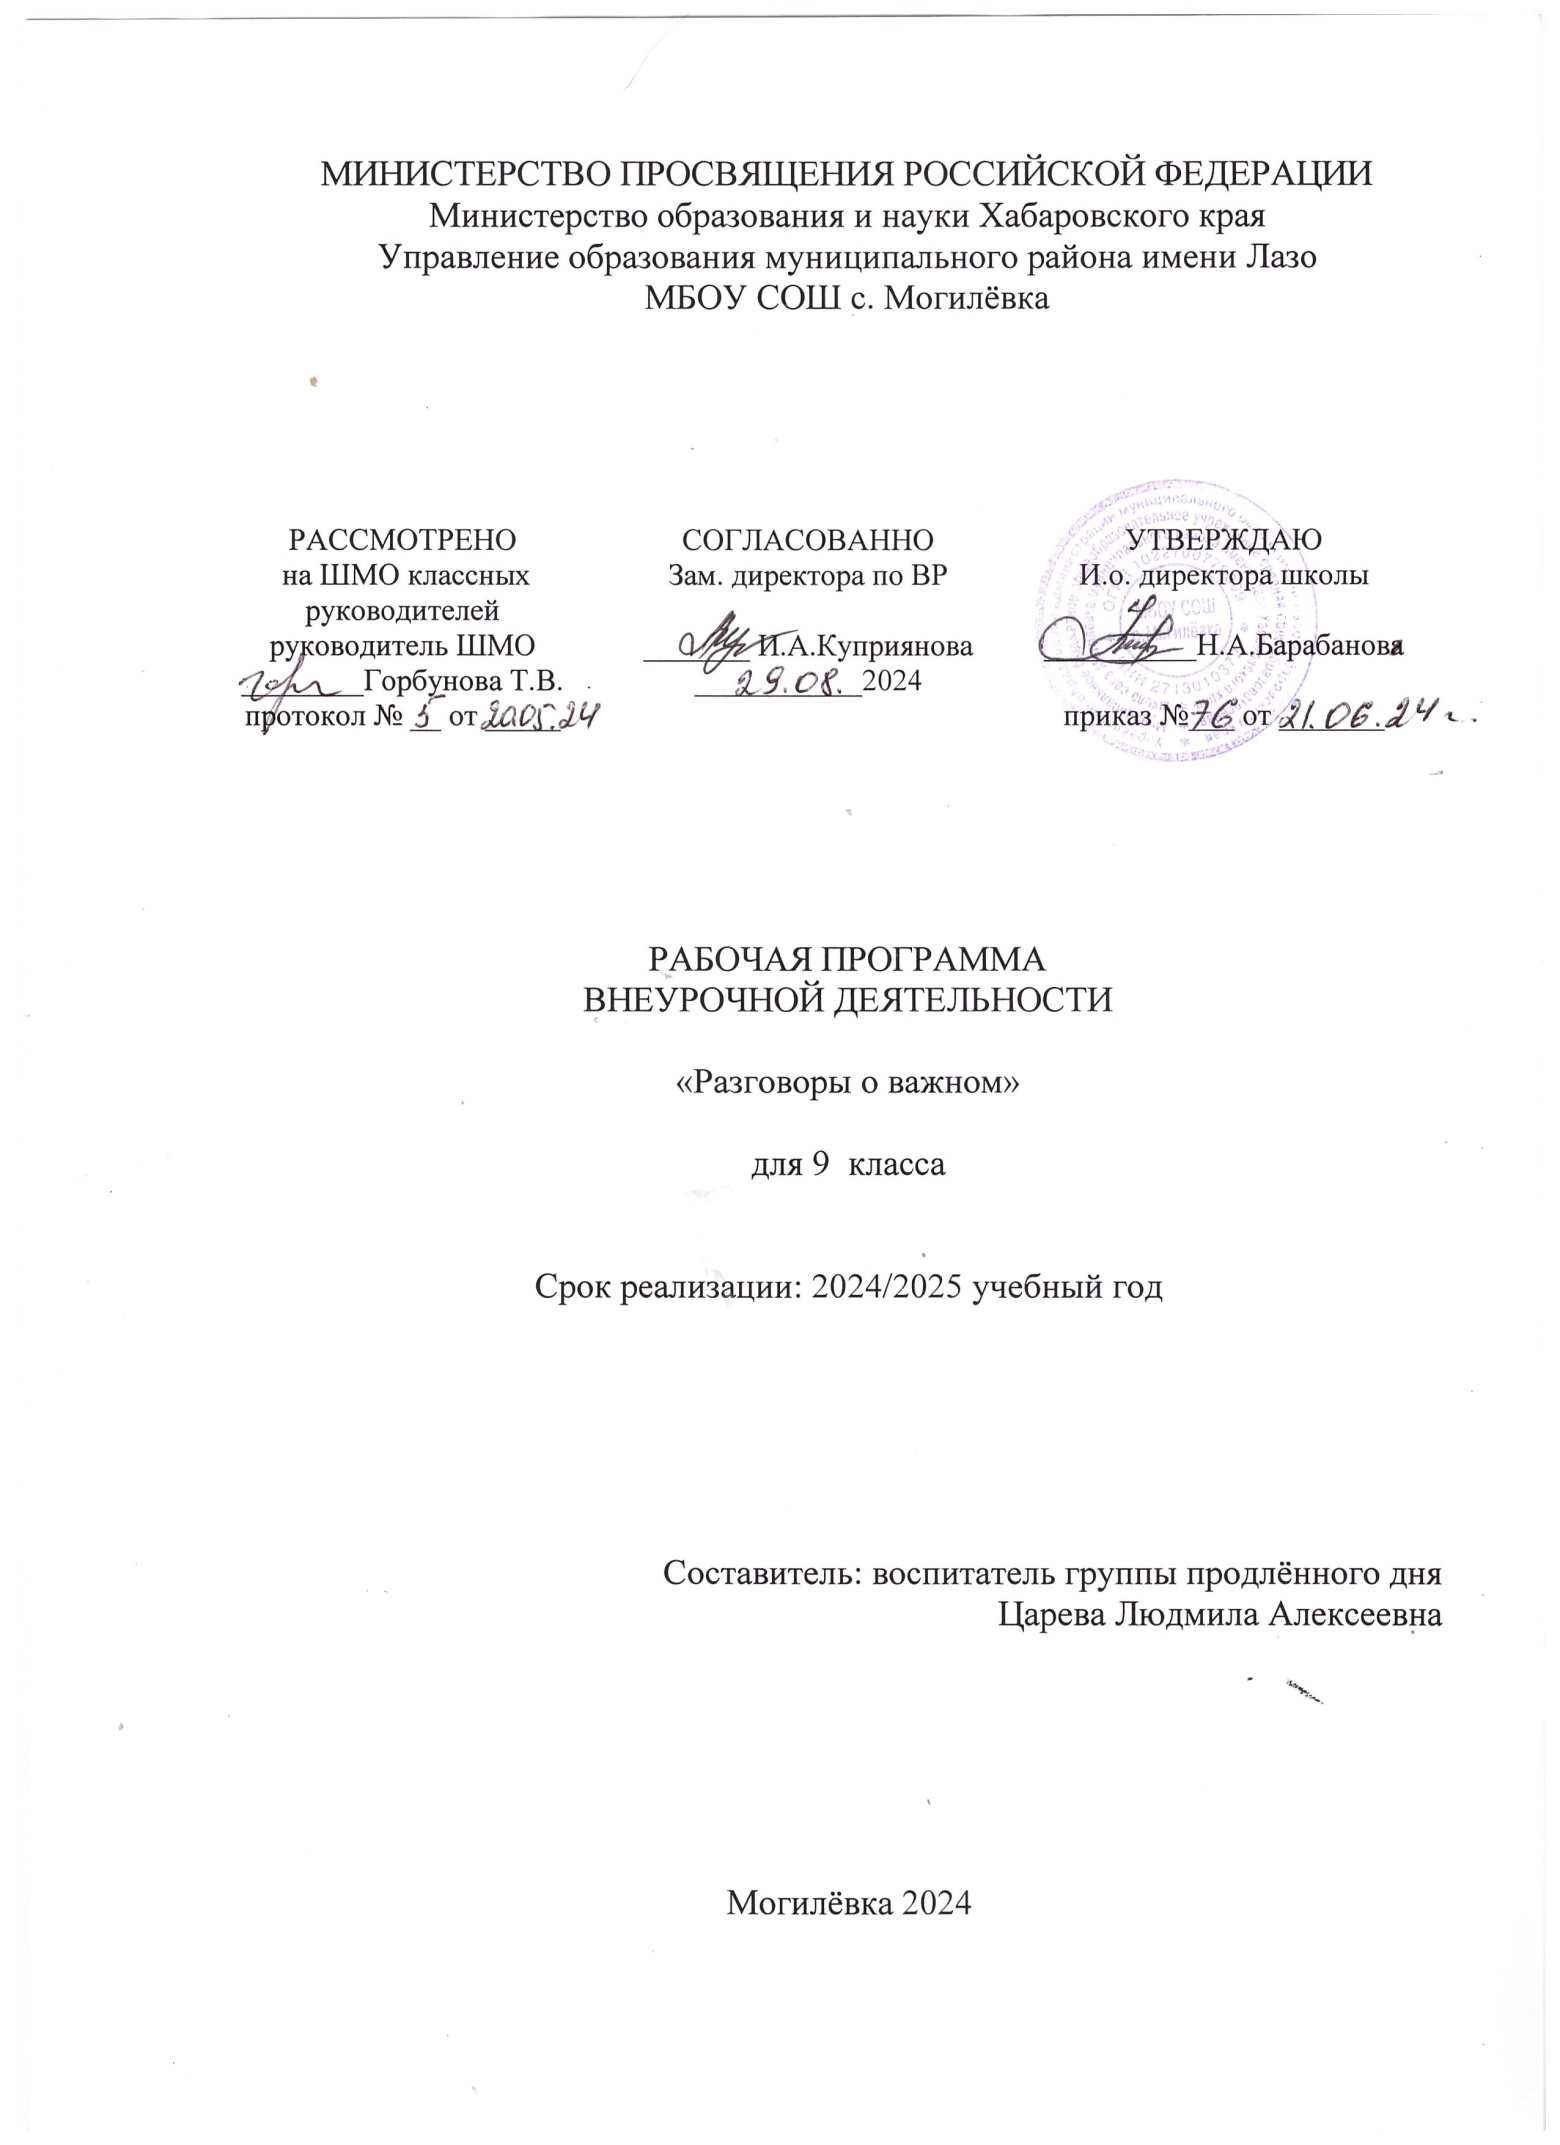 МИНИСТЕРСТВО ПРОСВЯЩЕНИЯ РОССИЙСКОЙ ФЕДЕРАЦИИ
Министерство образования и науки Хабаровского края
Управление образования муниципального района имени Лазо
МБОУ СОШ с. Могилёвка
РАССМОТРЕНО
на ШМО классных
руководителей
руководитель ШМО
Горбунова Т.В.
протокол № 5 от 20.05.24
СОГЛАСОВАННО
Зам. директора по ВР
И.А.Куприянова
29.08. 2024
УТВЕРЖДАЮ
И.о. директора школы
Н.А.Барабанова
приказ № 76 от 21.06.24 г.
РАБОЧАЯ ПРОГРАММА
ВНЕУРОЧНОЙ ДЕЯТЕЛЬНОСТИ
«Разговоры о важном»
для 9 класса
Срок реализации: 2024/2025 учебный год
Составитель: воспитатель группы продлённого дня
Царева Людмила Алексеевна
Могилёвка 2024